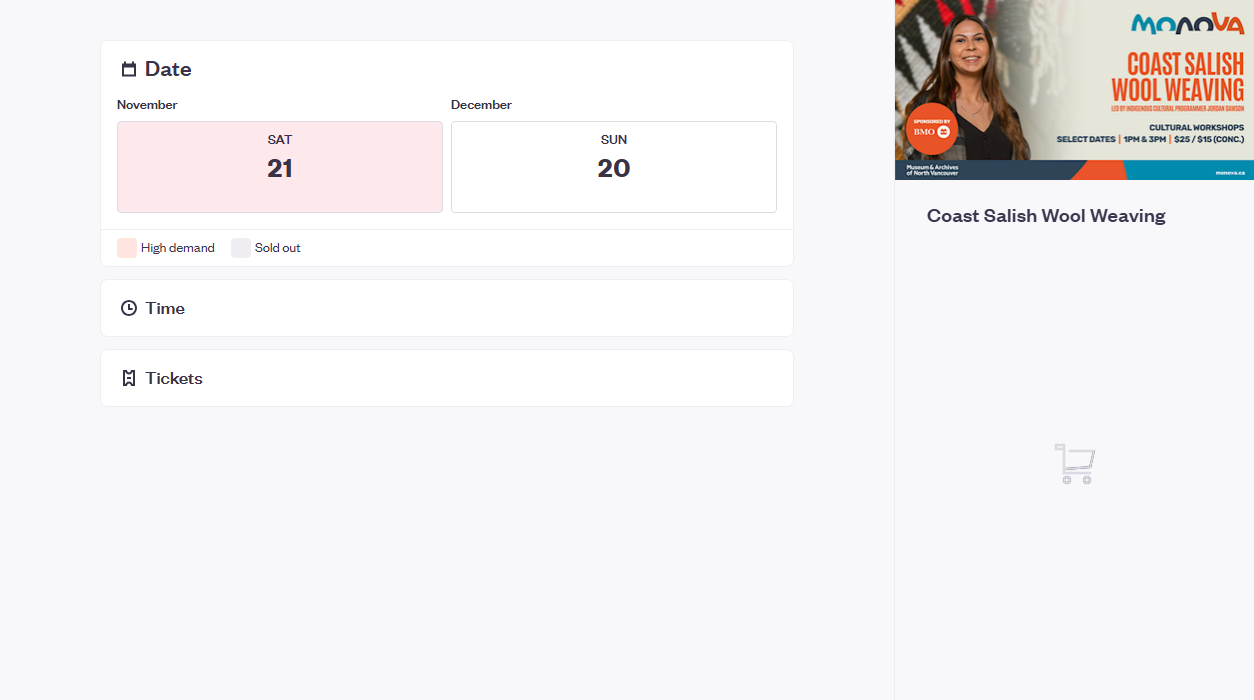 Date
November
December
SAT
21
SUN
20
High demand
Sold out
Time
Tickets
MONOVA
COAST SALISH
WOOL WEAVING
LED BY INDIGENOUS CULTURAL PROGRAMMER JORDAN DAWSON
SPONSORED BY
BMO
CULTURAL WORKSHOPS
SELECT DATES | 1PM & 3PM | $25 / $15 (CONC.)
Museum & Archives
of North Vancouver
monova.ca
Coast Salish Wool Weaving